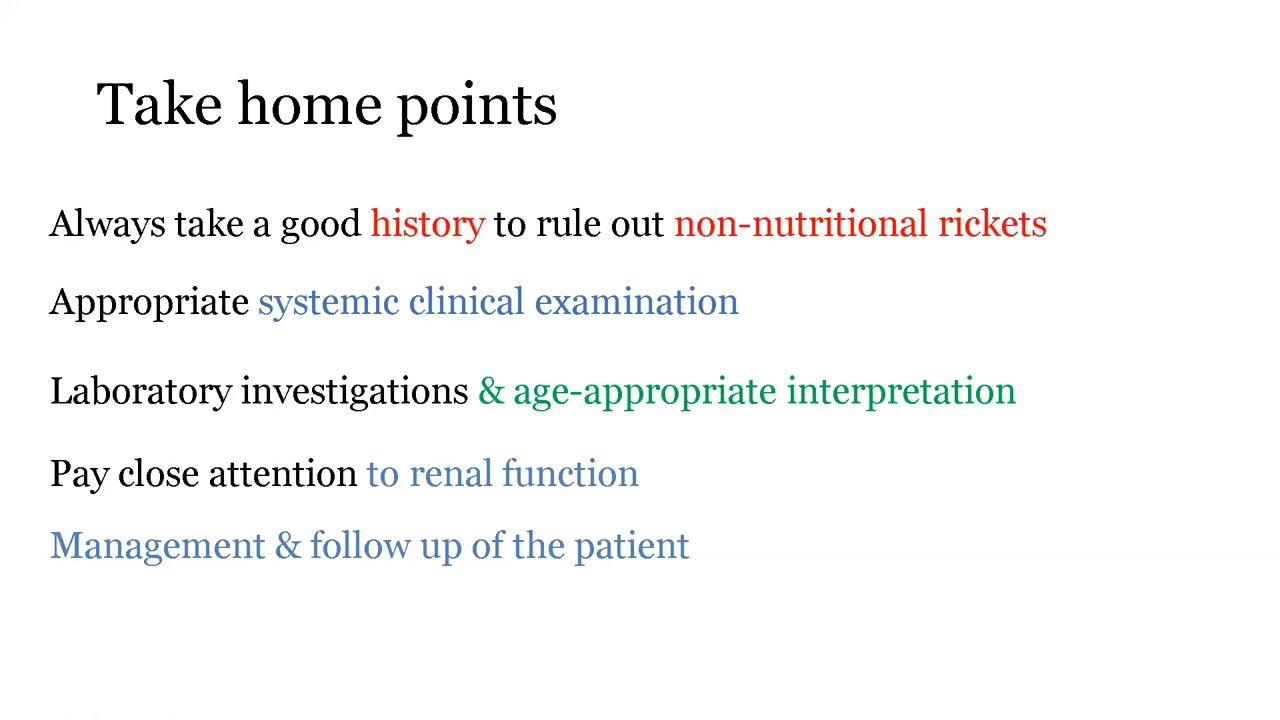 Take home points
Always take a good history to rule out non-nutritional rickets
Appropriate systemic clinical examination
Laboratory investigations & age-appropriate interpretation
Pay close attention to renal function
Management & follow up of the patient